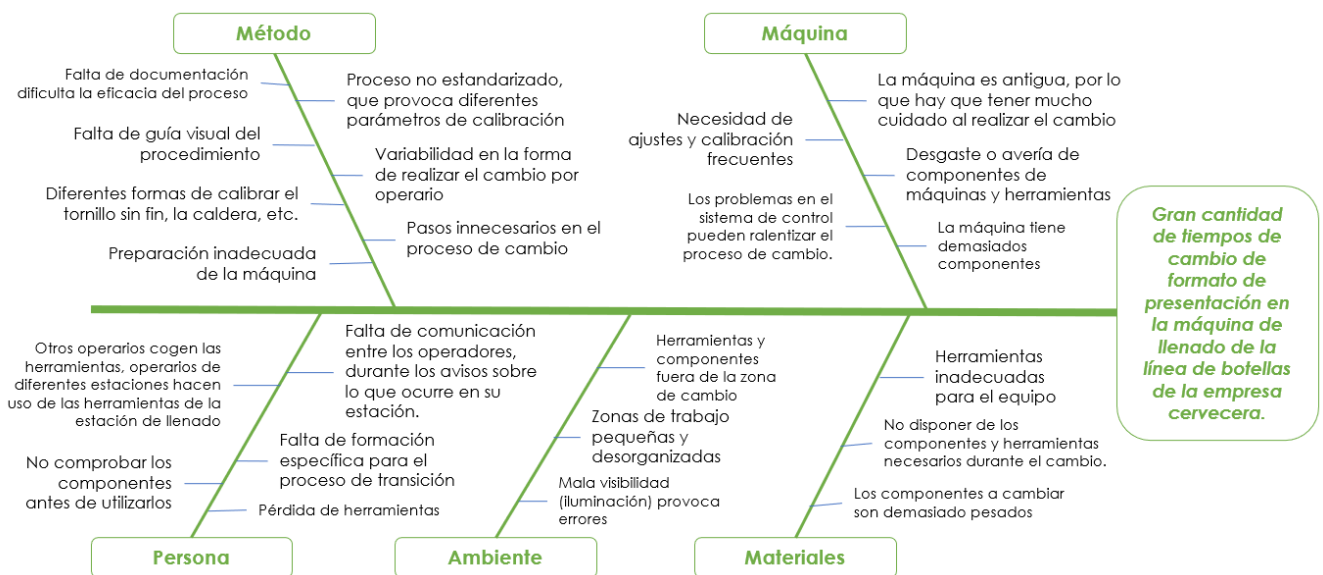 Método
Falta de documentación
dificulta la eficacia del proceso
Proceso no estandarizado,
que provoca diferentes
parámetros de calibración
Falta de guía visual del
procedimiento
Variabilidad en la forma
de realizar el cambio por
operario
Diferentes formas de calibrar el
tornillo sin fin, la caldera, etc.
Pasos innecesarios en el
proceso de cambio
Preparación inadecuada
de la máquina
Máquina
La máquina es antigua, por lo
que hay que tener mucho
cuidado al realizar el cambio
Necesidad de
ajustes y calibración
frecuentes
Desgaste o avería de
componentes de
máquinas y herramientas
Los problemas en el
sistema de control
pueden ralentizar el
proceso de cambio.
La máquina tiene
demasiados
componentes
Gran cantidad
de tiempos de
cambio de
formato de
presentación en
la máquina de
llenado de la
línea de botellas
de la empresa
cervecera.
Otros operarios cogen las
herramientas, operarios de
diferentes estaciones hacen
uso de las herramientas de la
estación de llenado
Falta de comunicación
entre los operadores,
durante los avisos sobre
lo que ocurre en su
estación.
No comprobar los
componentes
antes de utilizarlos
Falta de formación
específica para el
proceso de transición
Pérdida de herramientas
Persona
Herramientas y
componentes
fuera de la zona
de cambio
Zonas de trabajo
pequeñas y
desorganizadas
Mala visibilidad
(iluminación) provoca
errores
Ambiente
Herramientas
inadecuadas
para el equipo
No disponer de los
componentes y herramientas
necesarios durante el cambio.
Los componentes a cambiar
son demasiado pesados
Materiales